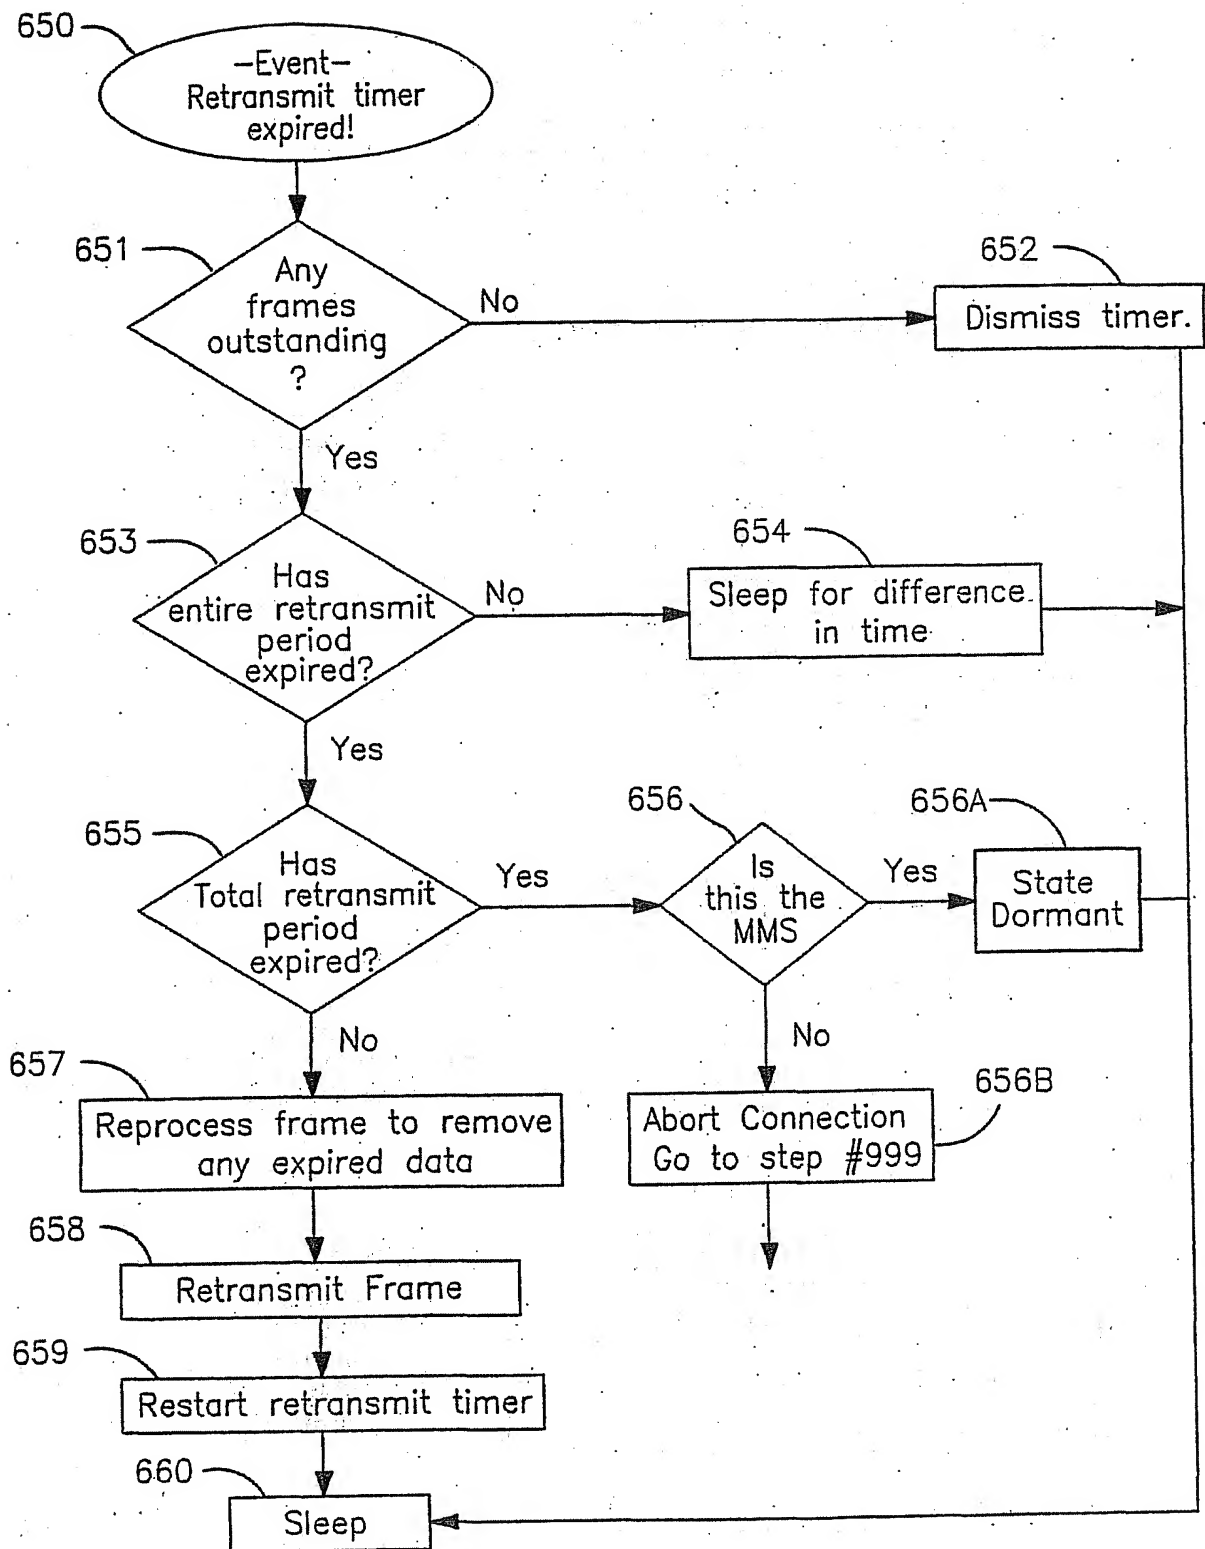 650
–Event–
Retransmit timer
expired!
651
Any
frames
outstanding
?
No
652
Dismiss timer.
Yes
653
Has
entire retransmit
period
expired?
No
654
Sleep for difference
in time
Yes
655
Has
Total retransmit
period
expired?
Yes
656
Is
this the
MMS
Yes
656A
State
Dormant
No
657
Reprocess frame to remove
any expired data
No
656B
Abort Connection
Go to step #999
658
Retransmit Frame
659
Restart retransmit timer
660
Sleep